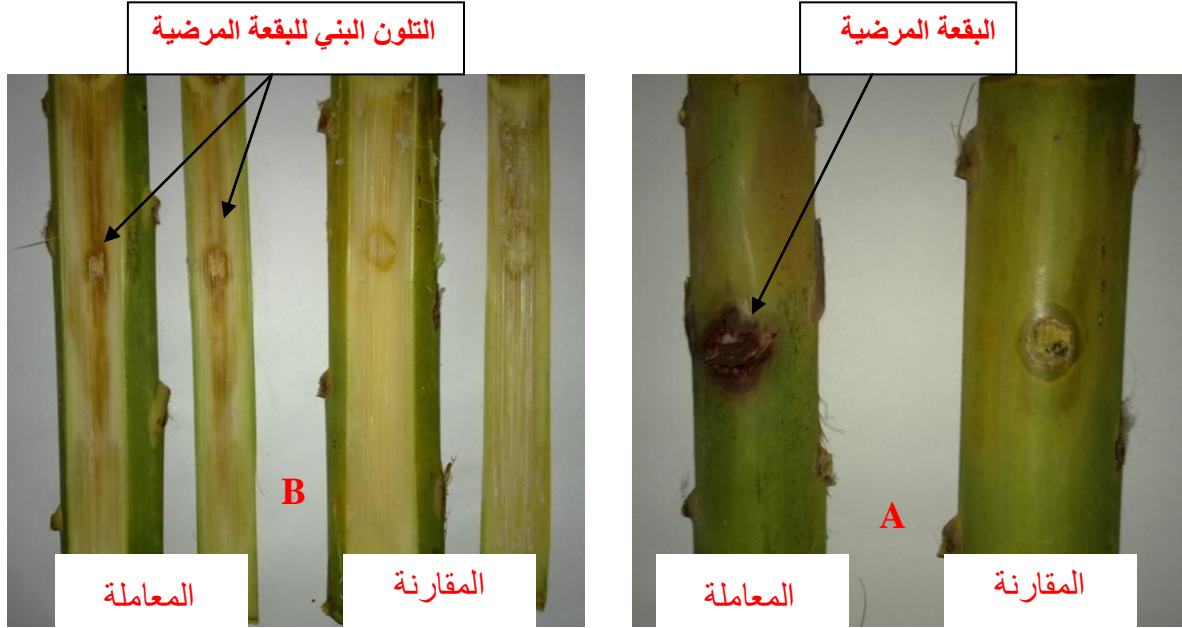 البقعة المرضية
التلون البني للبقعة المرضية
A
B
المقارنة
المعاملة
المقارنة
المعاملة